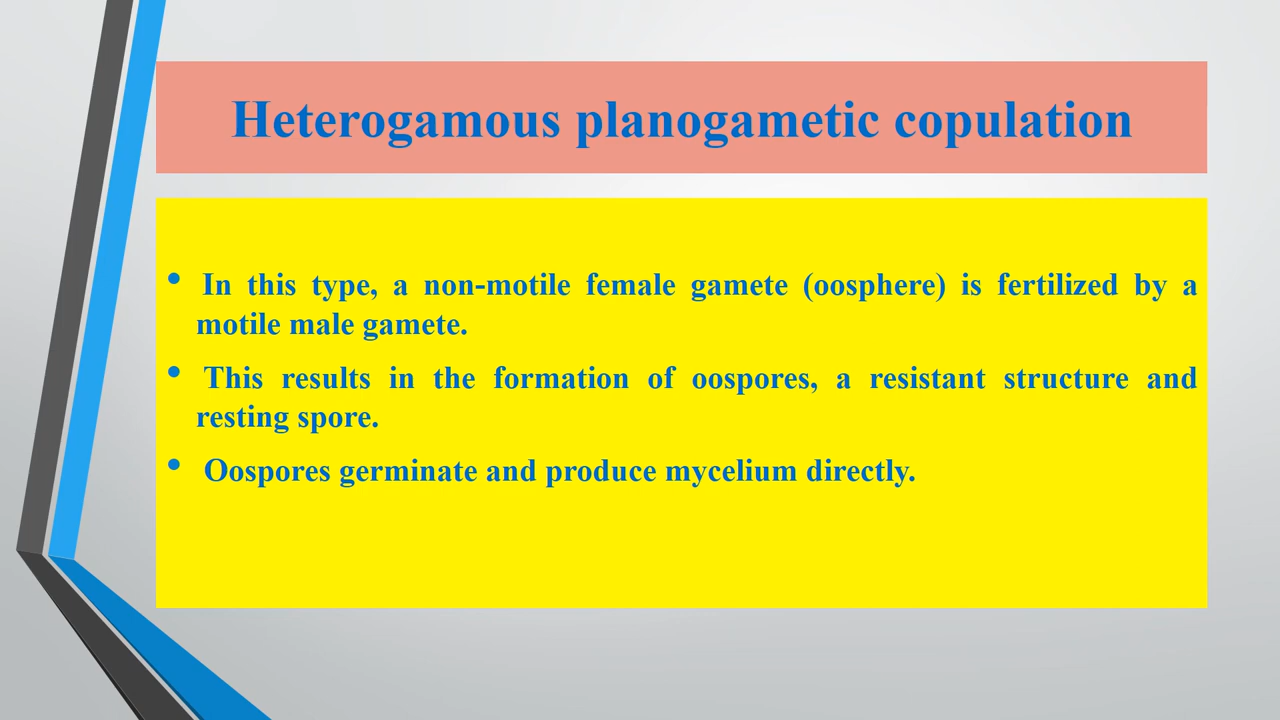 Heterogamous planogametic copulation
• In this type, a non-motile female gamete (oosphere) is fertilized by a
motile male gamete.
• This results in the formation of oospores, a resistant structure and
resting spore.
• Oospores germinate and produce mycelium directly.